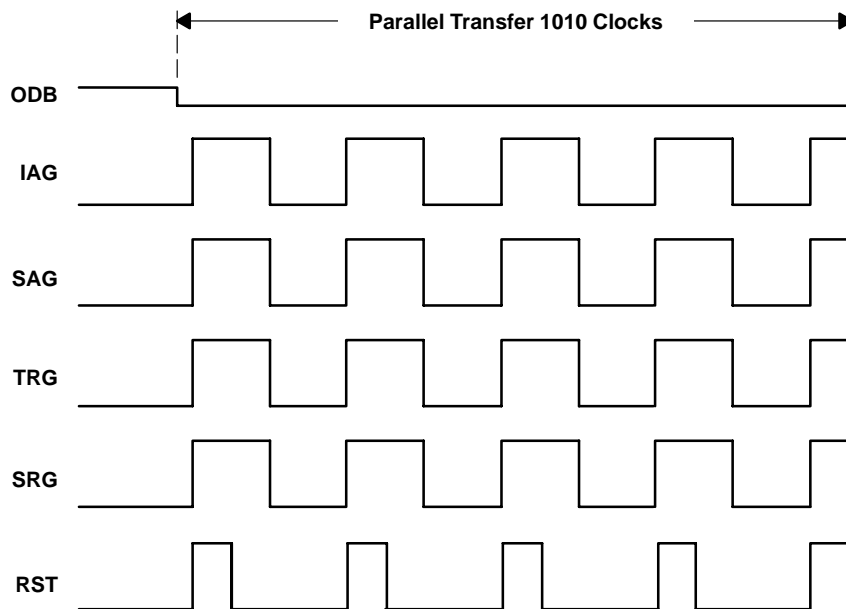 Parallel Transfer 1010 Clocks
ODB
IAG
SAG
TRG
SRG
RST